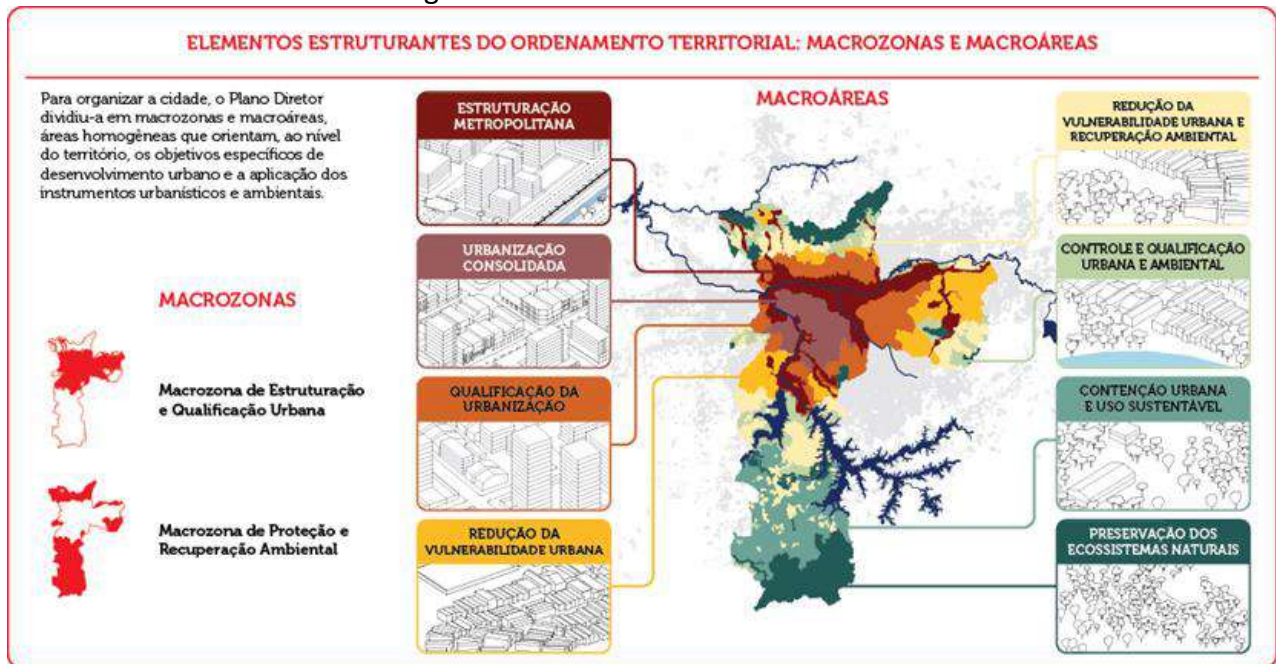 ELEMENTOS ESTRUTURANTES DO ORDENAMENTO TERRITORIAL: MACROZONAS E MACROÁREAS
Para organizar a cidade, o Plano Diretor
dividiu-a em macrozonas e macroáreas,
áreas homogêneas que orientam, ao nível
do território, os objetivos específicos de
desenvolvimento urbano e a aplicação dos
instrumentos urbanísticos e ambientais.
MACROZONAS
Macrozona de Estruturação
e Qualificação Urbana
Macrozona de Proteção e
Recuperação Ambiental
MACROÁREAS
ESTRUTURAÇÃO
METROPOLITANA
URBANIZAÇÃO
CONSOLIDADA
QUALIFICAÇÃO DA
URBANIZAÇÃO
REDUÇÃO DA
VULNERABILIDADE URBANA
REDUÇÃO DA
VULNERABILIDADE URBANA E
RECUPERAÇÃO AMBIENTAL
CONTROLE E QUALIFICAÇÃO
URBANA E AMBIENTAL
CONTENÇÃO URBANA
E USO SUSTENTÁVEL
PRESERVAÇÃO DOS
ECOSSISTEMAS NATURAIS